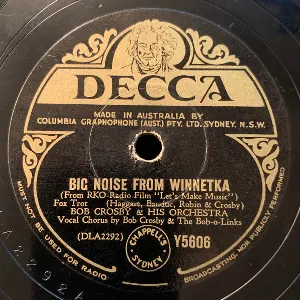 DECCA
MADE IN AUSTRALIA BY
COLUMBIA GRAPHOPHONE (AUST.) PTY. LTD. SYDNEY. N.S.W.
BIG NOISE FROM WINNETKA
(From RKO-Radio Film "Let's Make Music")
Fox Trot (Haggart, Bauduc, Robin & Crosby)
BOB CROSBY & HIS ORCHESTRA
Vocal Chorus by Bob Crosby & The Bob-o-Links
(DLA2292)
CHAPPELL'S
SYDNEY
Y5606
MUST NOT BE USED FOR RADIO
BROADCASTING, NOR PUBLICLY PERFORMED